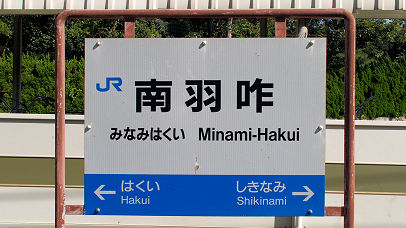 JR 南羽咋
みなみはくい Minami-Hakui
← はくい しきなみ →
Hakui Shikinami